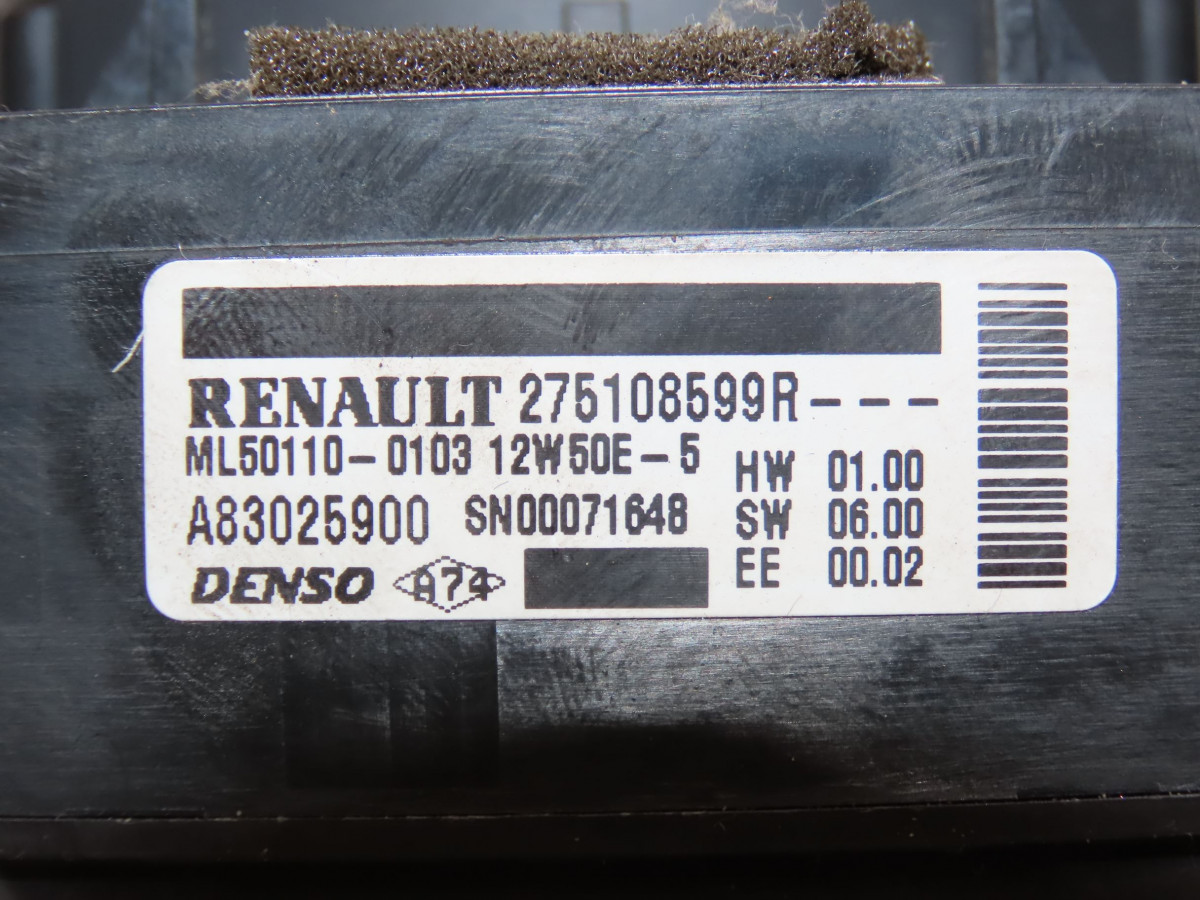 RENAULT 275108599R---
ML50110-0103 12W50E-5
HW 01.00
A83025900 SN00071648
SW 06.00
DENSO A74
EE 00.02